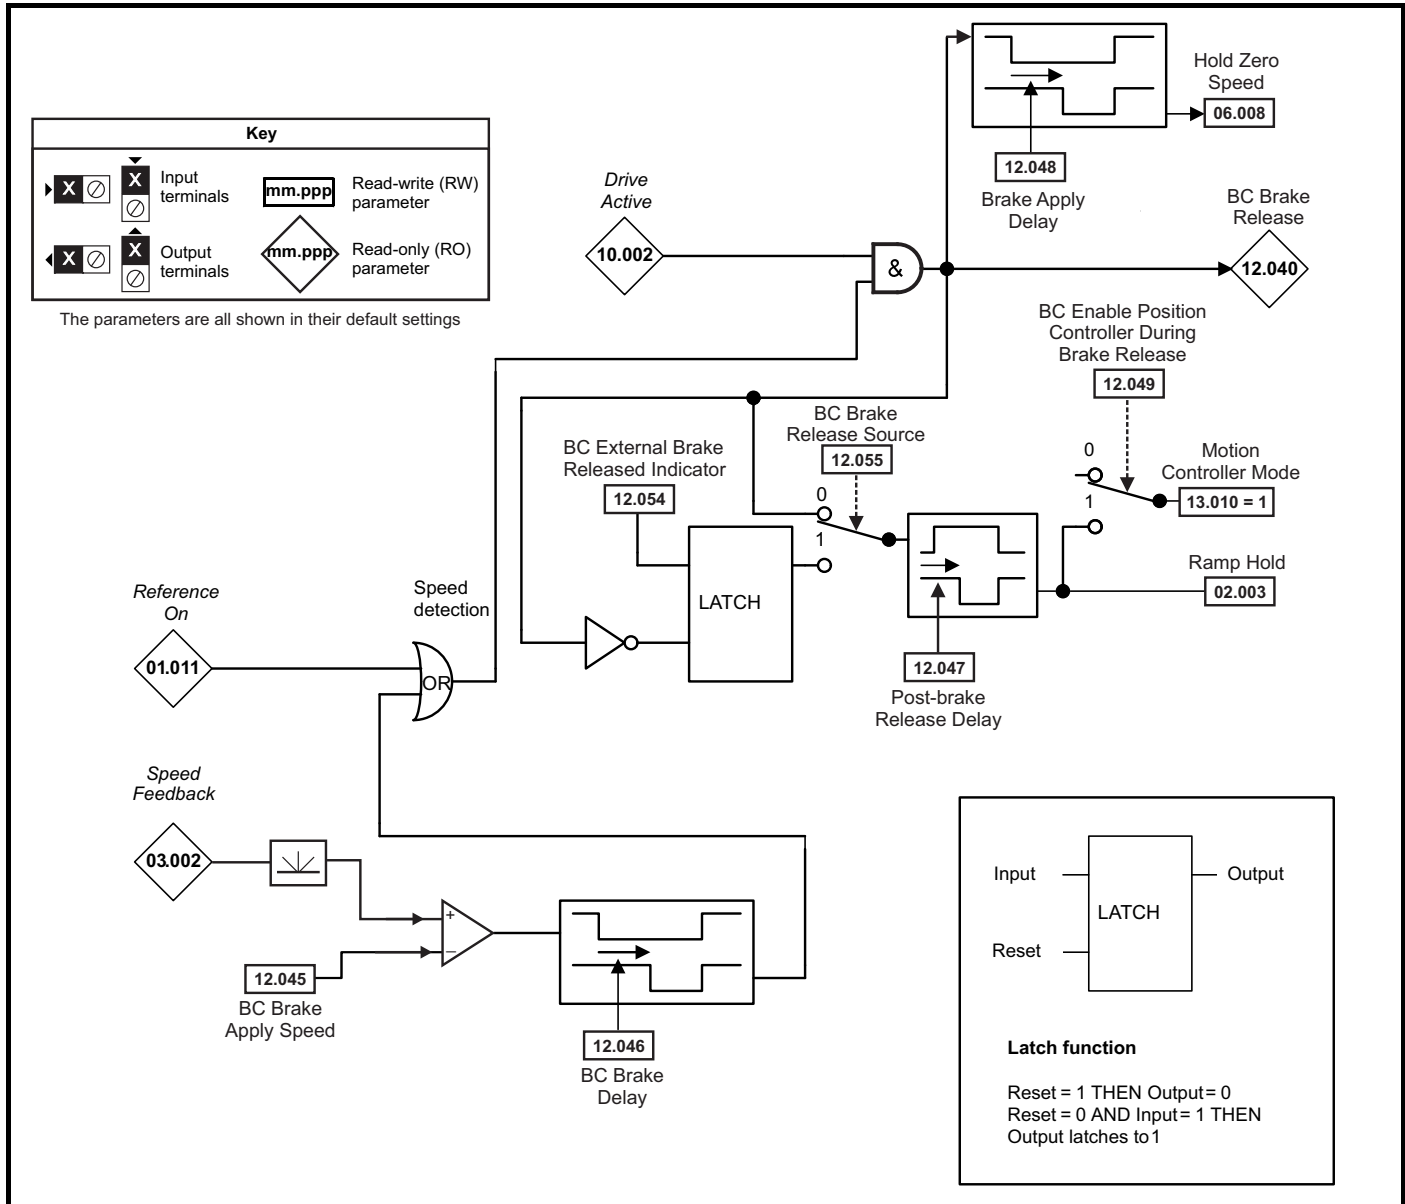 Hold Zero
Speed
06.008
12.048
Brake Apply
Delay
Key
X
X
Input
terminals
mm.ppp
Read-write (RW)
parameter
X
X
Output
terminals
mm.ppp
Read-only (RO)
parameter
The parameters are all shown in their default settings
Drive
Active
10.002
&
BC Brake
Release
12.040
BC Enable Position
Controller During
Brake Release
12.049
BC Brake
Release Source
12.055
BC External Brake
Released Indicator
12.054
0
1
0
1
Motion
Controller Mode
13.010 = 1
LATCH
Ramp Hold
02.003
12.047
Post-brake
Release Delay
Reference
On
01.011
Speed
detection
OR
Speed
Feedback
03.002
+
−
12.045
BC Brake
Apply Speed
12.046
BC Brake
Delay
Input
Output
LATCH
Reset
Latch function
Reset = 1 THEN Output = 0
Reset = 0 AND Input = 1 THEN
Output latches to 1